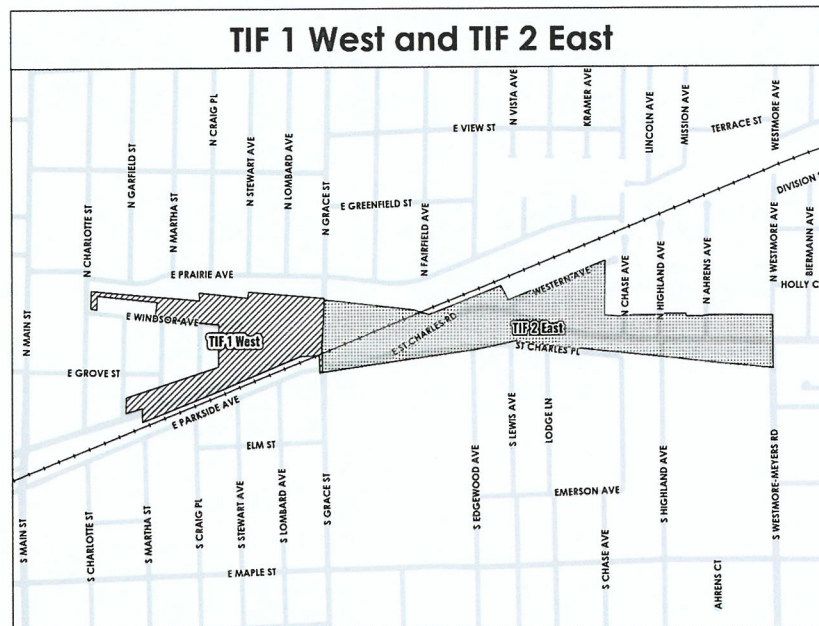 TIF 1 West and TIF 2 East
N CRAIG PL
N VISTA AVE
KRAMER AVE
LINCOLN AVE
MISSION AVE
TERRACE ST
WESTMORE AVE
E VIEW ST
N GARFIELD ST
N STEWART AVE
N LOMBARD AVE
N GRACE ST
DIVISION
E GREENFIELD ST
N MARTHA ST
N CHARLOTTE ST
N FAIRFIELD AVE
N WESTMORE AVE
BIERMANN AVE
E PRAIRIE AVE
WESTERN AVE
N CHASE AVE
N HIGHLAND AVE
N AHRENS AVE
HOLLY C
N MAIN ST
E WINDSOR AVE
TIF 1 West
E ST CHARLES RD
TIF 2 East
ST CHARLES PL
E GROVE ST
E PARKSIDE AVE
S LEWIS AVE
LODGE LN
ELM ST
S GRACE ST
S EDGEWOOD AVE
S HIGHLAND AVE
S WESTMORE-MEYERS RD
EMERSON AVE
S MAIN ST
S CHARLOTTE ST
S MARTHA ST
S CRAIG PL
S STEWART AVE
S LOMBARD AVE
E MAPLE ST
S CHASE AVE
AHRENS CT